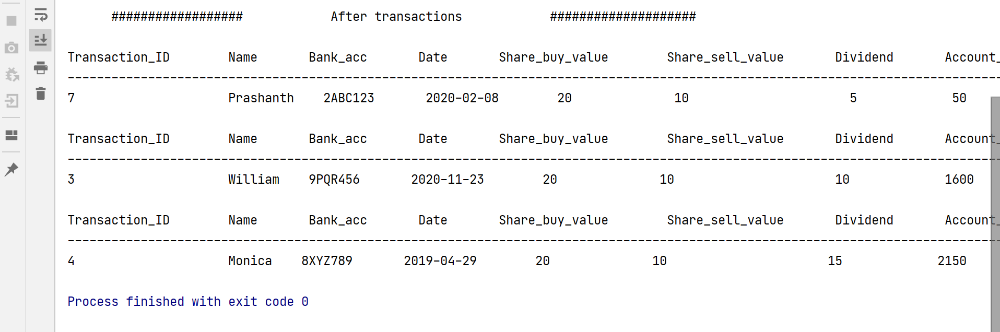 ##################            After transactions            ####################
Transaction_ID        Name       Bank_acc       Date       Share_buy_value        Share_sell_value       Dividend       Account_
--------------------------------------------------------------------------------------------------------------------------------
7                     Prashanth    2ABC123       2020-02-08        20              10                      5             50
Transaction_ID        Name       Bank_acc       Date       Share_buy_value        Share_sell_value       Dividend       Account_
--------------------------------------------------------------------------------------------------------------------------------
3                     William    9PQR456       2020-11-23        20              10                      10             1600
Transaction_ID        Name       Bank_acc       Date       Share_buy_value        Share_sell_value       Dividend       Account_
--------------------------------------------------------------------------------------------------------------------------------
4                     Monica    8XYZ789       2019-04-29        20              10                      15             2150
Process finished with exit code 0